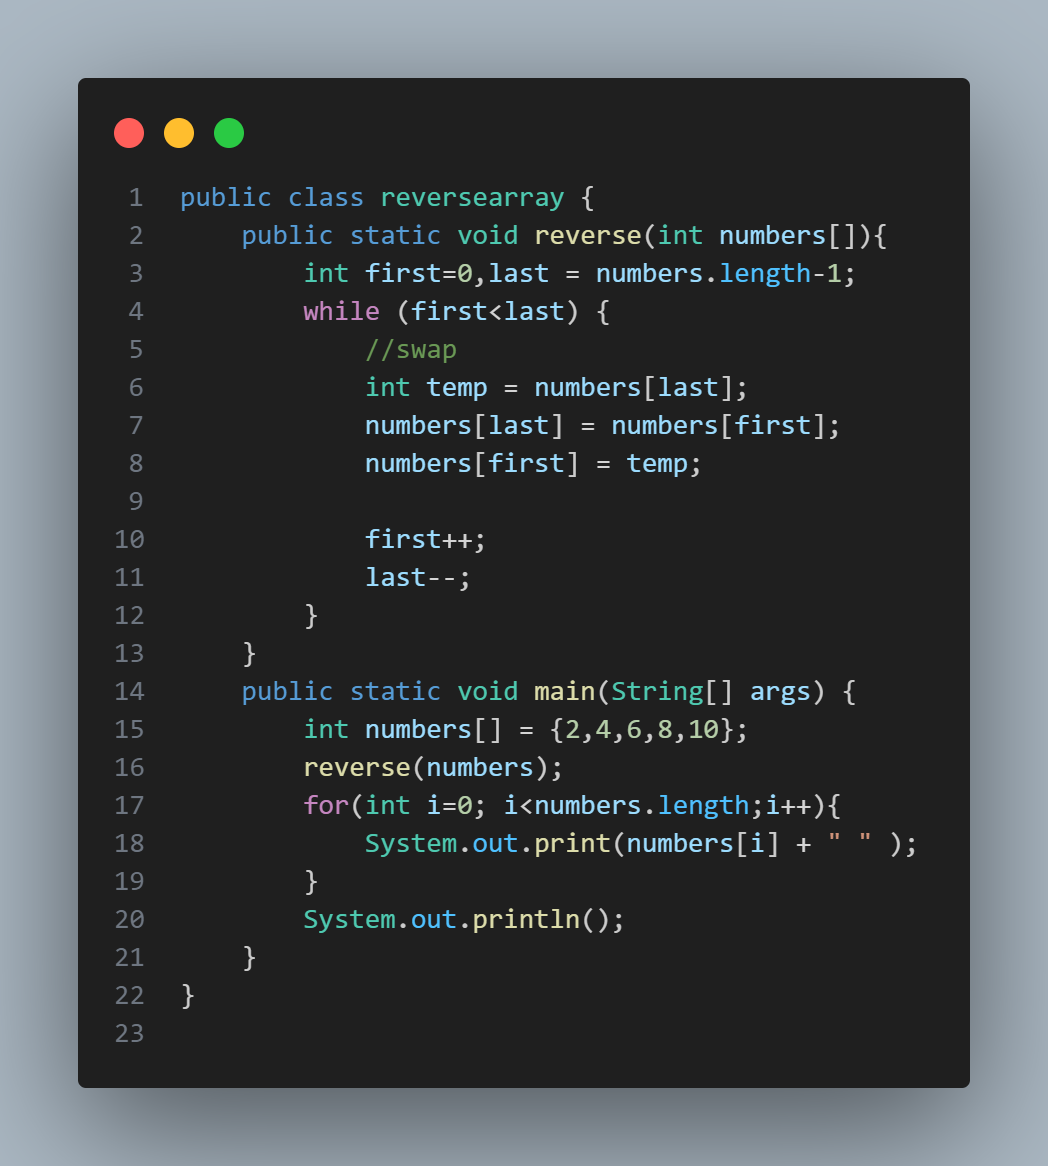 1 public class reversearray {
2     public static void reverse(int numbers[]){
3         int first=0,last = numbers.length-1;
4         while (first<last) {
5             //swap
6             int temp = numbers[last];
7             numbers[last] = numbers[first];
8             numbers[first] = temp;
9
10             first++;
11             last--;
12         }
13     }
14     public static void main(String[] args) {
15         int numbers[] = {2,4,6,8,10};
16         reverse(numbers);
17         for(int i=0; i<numbers.length;i++){
18             System.out.print(numbers[i] + " " );
19         }
20         System.out.println();
21     }
22 }
23